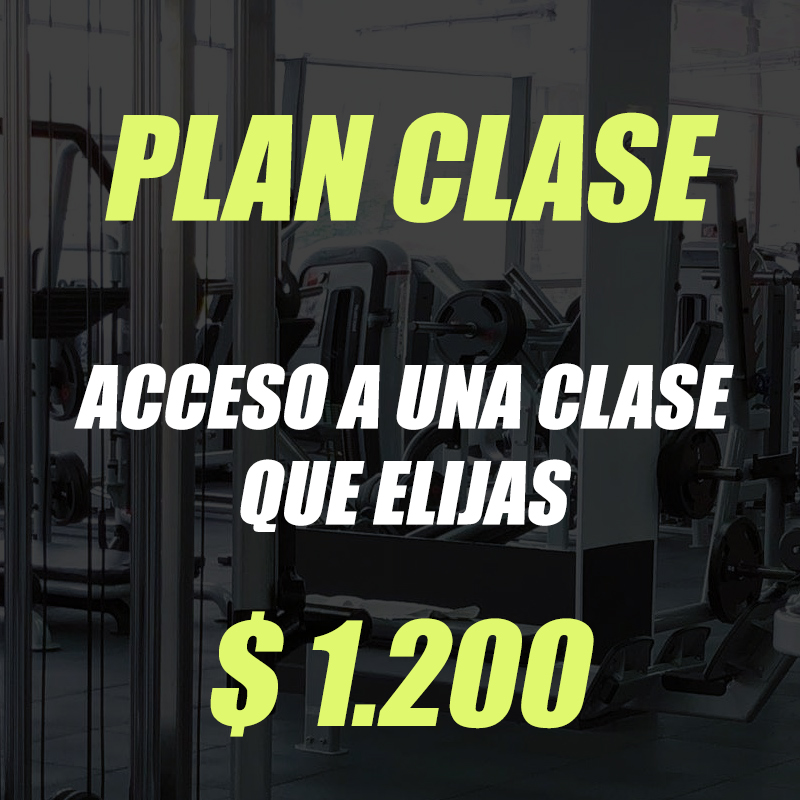 PLAN CLASE
ACCESO A UNA CLASE
QUE ELIJAS
$ 1.200